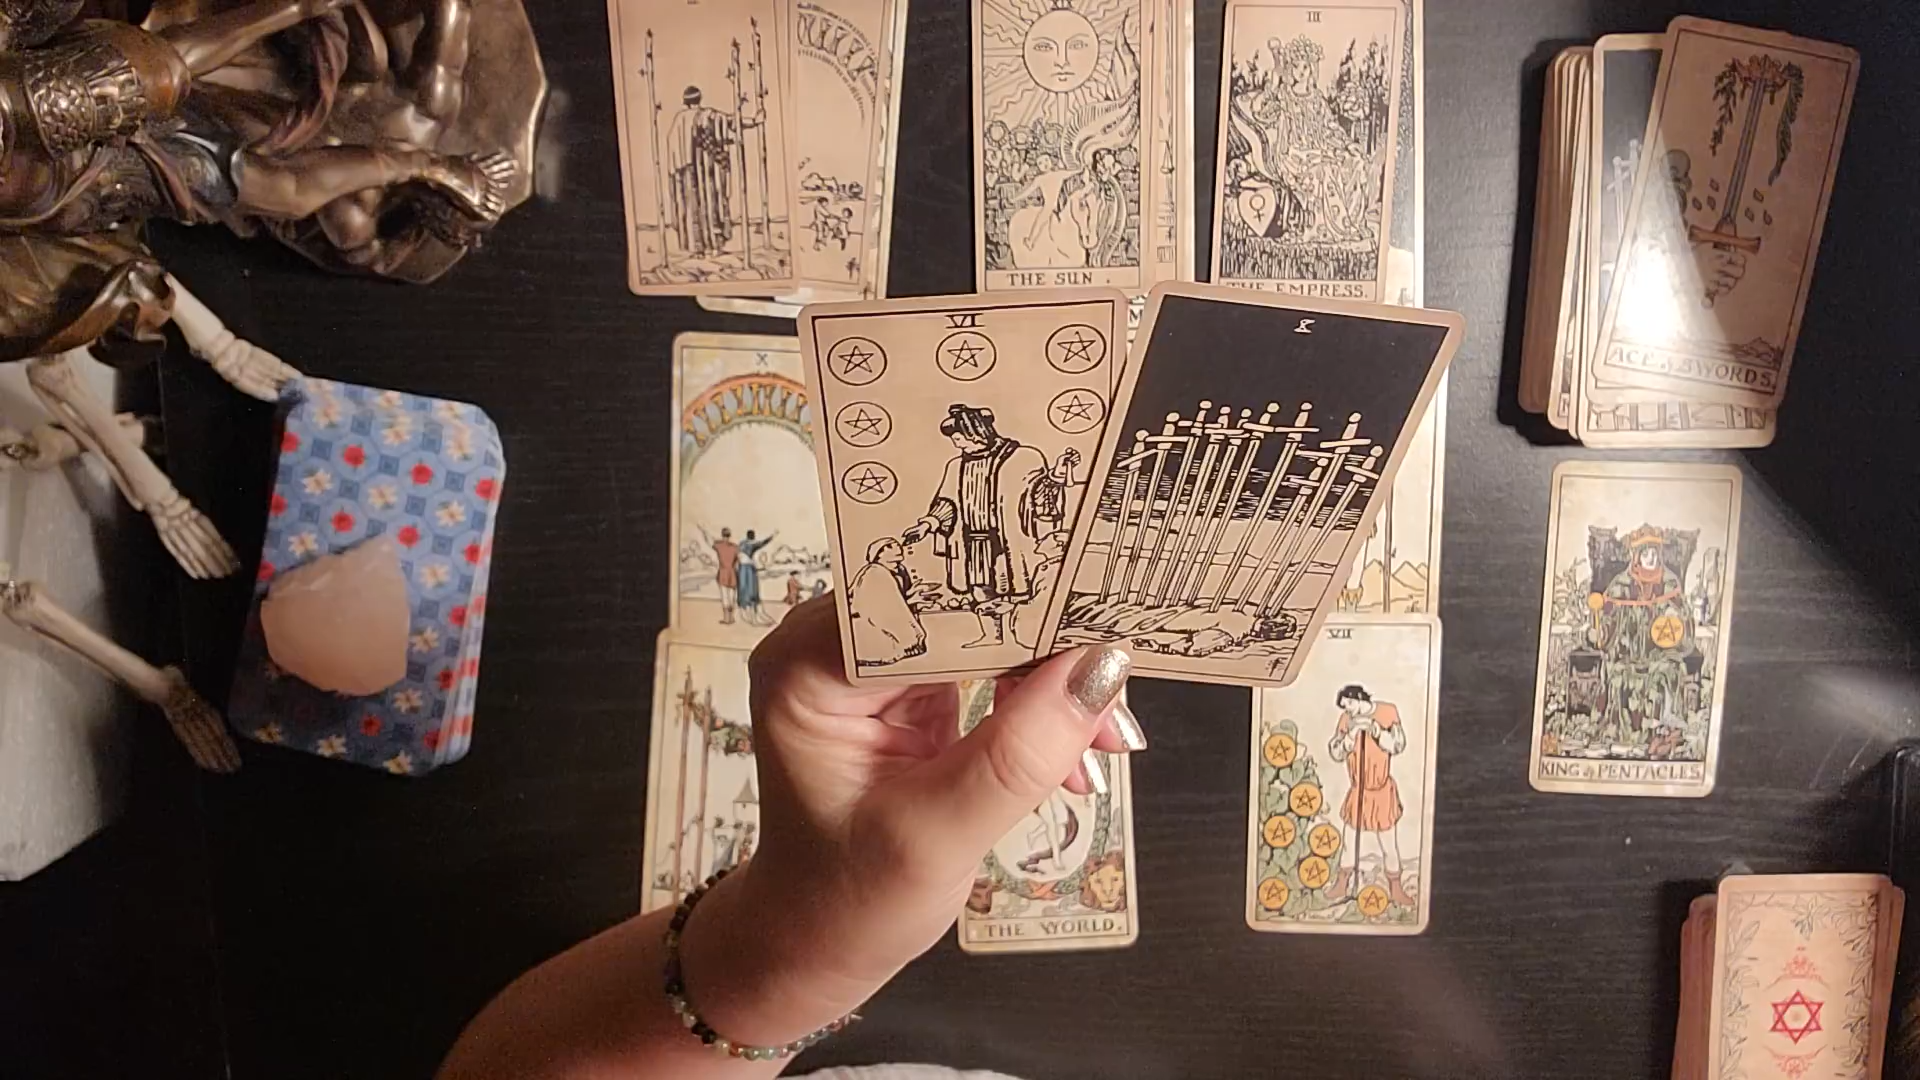 III
THE SUN.
THE EMPRESS.
VI
X
X
ACE of SWORDS.
VII
KING of PENTACLES.
THE WORLD.